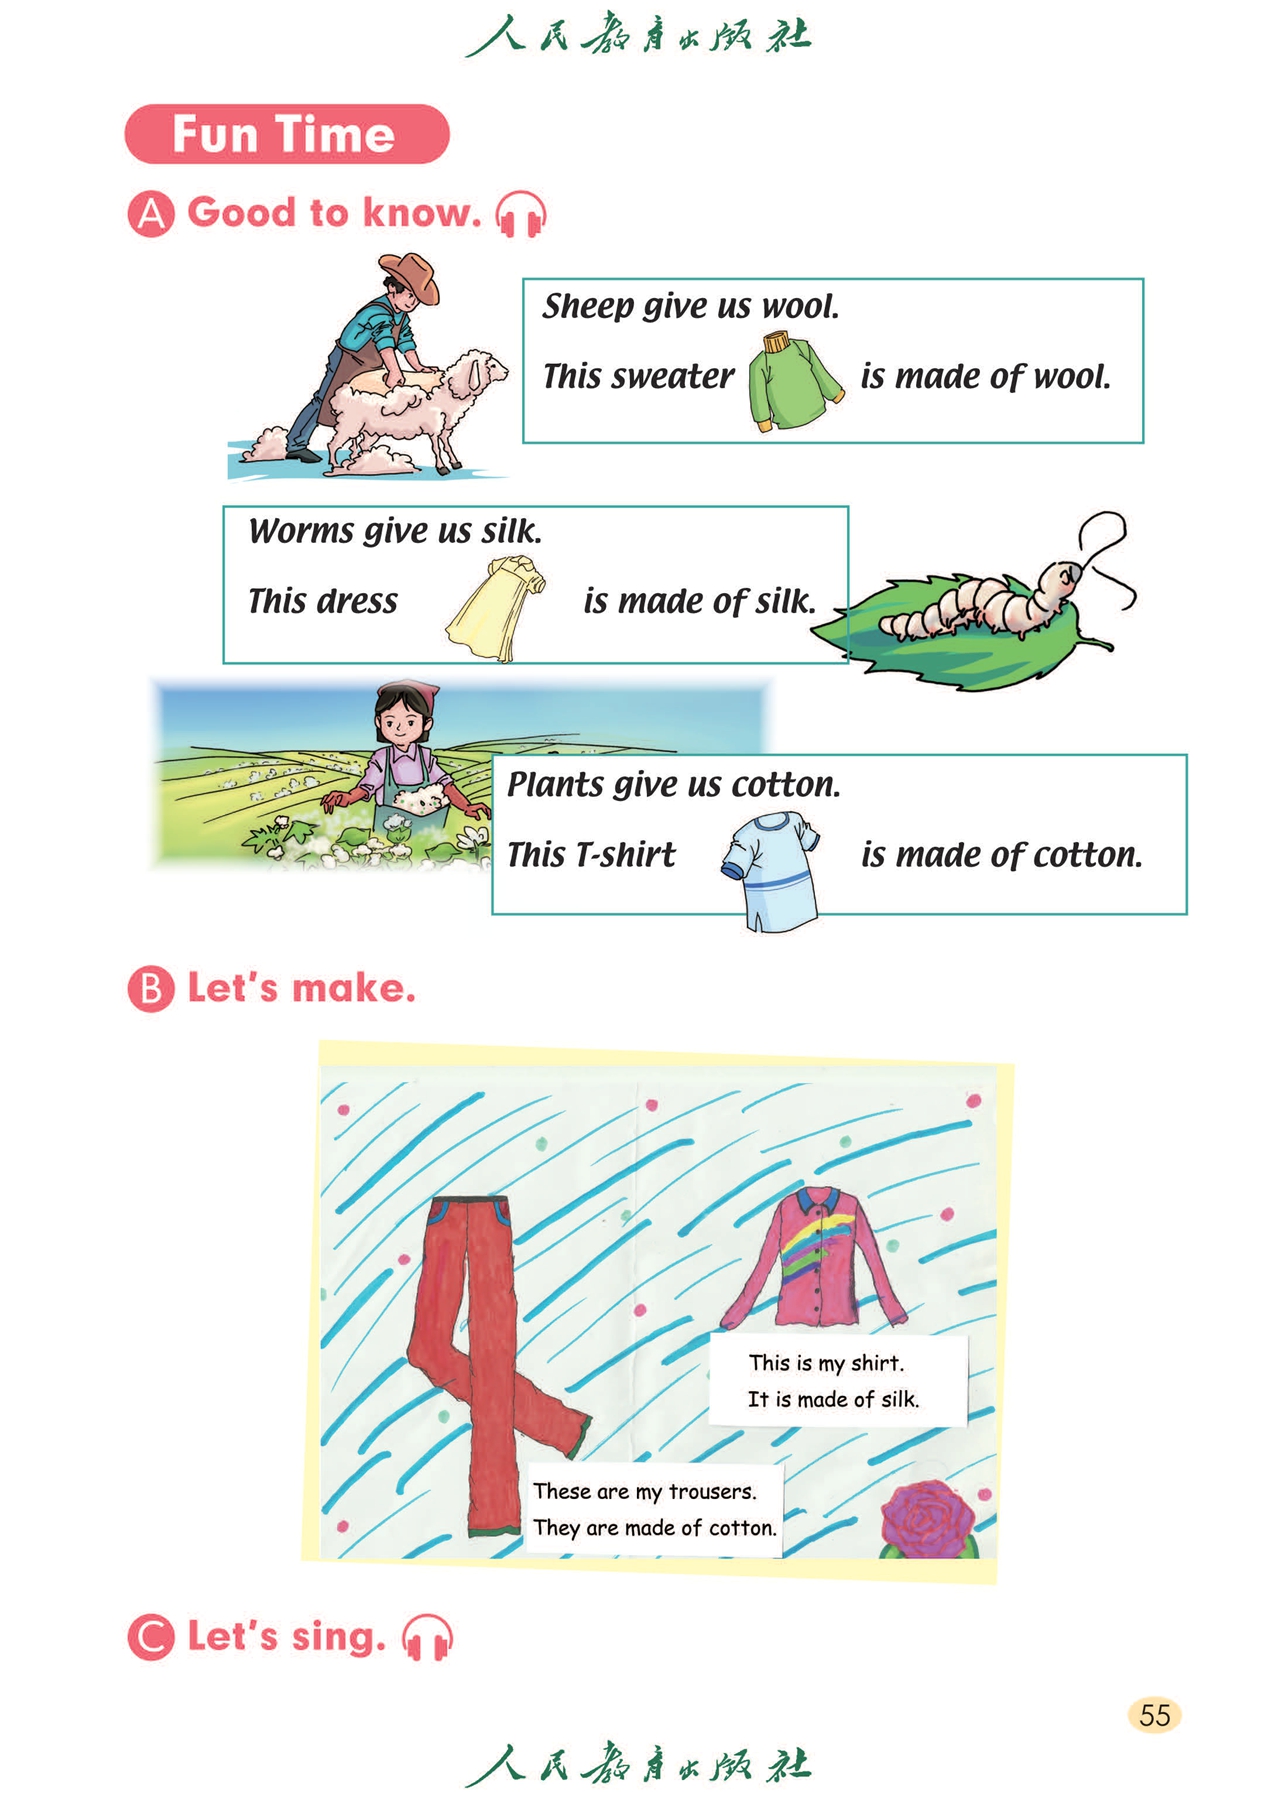 人民教育出版社
Fun Time
A Good to know.
Sheep give us wool.
This sweater is made of wool.
Worms give us silk.
This dress is made of silk.
Plants give us cotton.
This T-shirt is made of cotton.
B Let's make.
This is my shirt.
It is made of silk.
These are my trousers.
They are made of cotton.
C Let's sing.
55
人民教育出版社